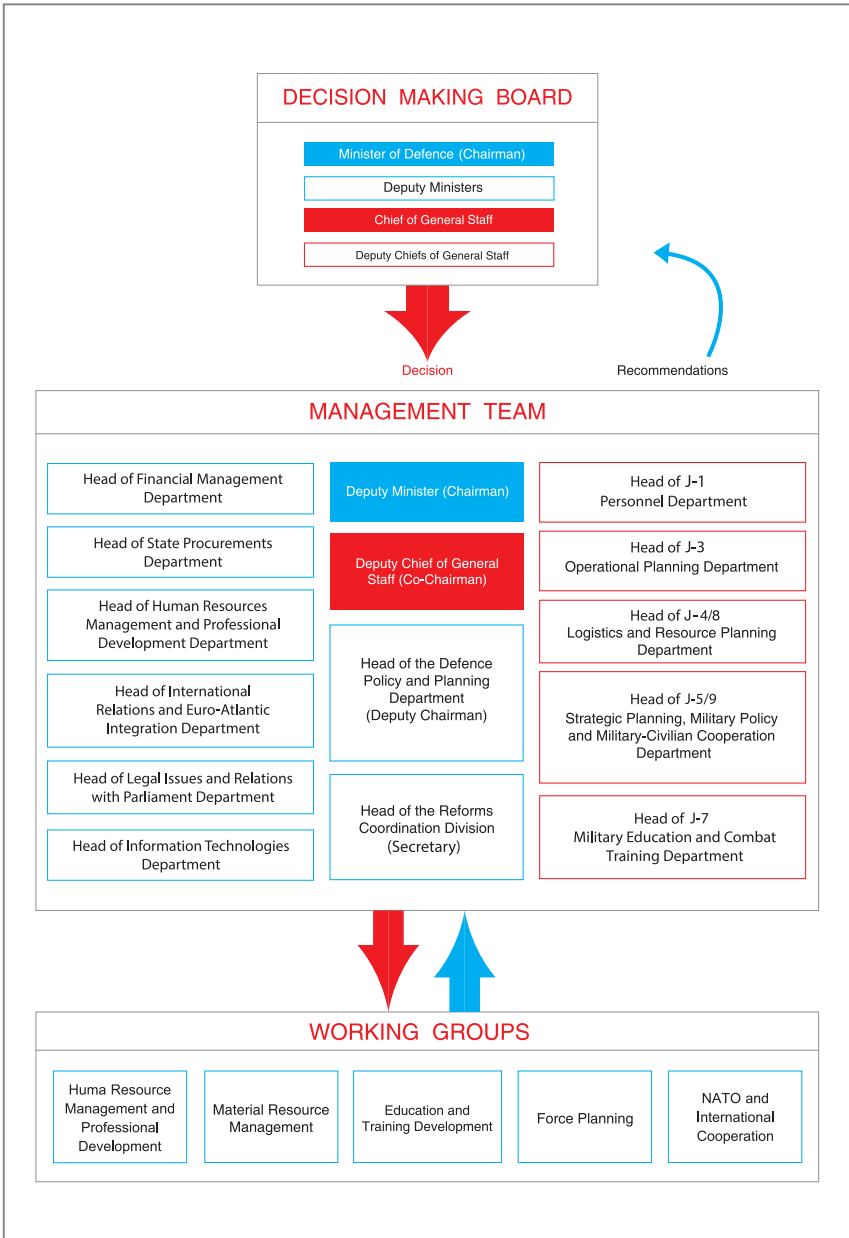 DECISION MAKING BOARD
Minister of Defence (Chairman)
Deputy Ministers
Chief of General Staff
Deputy Chiefs of General Staff
Decision
Recommendations
MANAGEMENT TEAM
Head of Financial Management
Department
Head of State Procurements
Department
Head of Human Resources
Management and Professional
Development Department
Head of International
Relations and Euro-Atlantic
Integration Department
Head of Legal Issues and Relations
with Parliament Department
Head of Information Technologies
Department
Deputy Minister (Chairman)
Deputy Chief of General
Staff (Co-Chairman)
Head of the Defence
Policy and Planning
Department
(Deputy Chairman)
Head of the Reforms
Coordination Division
(Secretary)
Head of J-1
Personnel Department
Head of J-3
Operational Planning Department
Head of J-4/8
Logistics and Resource Planning
Department
Head of J-5/9
Strategic Planning, Military Policy
and Military-Civilian Cooperation
Department
Head of J-7
Military Education and Combat
Training Department
WORKING GROUPS
Huma Resource
Management and
Professional
Development
Material Resource
Management
Education and
Training Development
Force Planning
NATO and
International
Cooperation